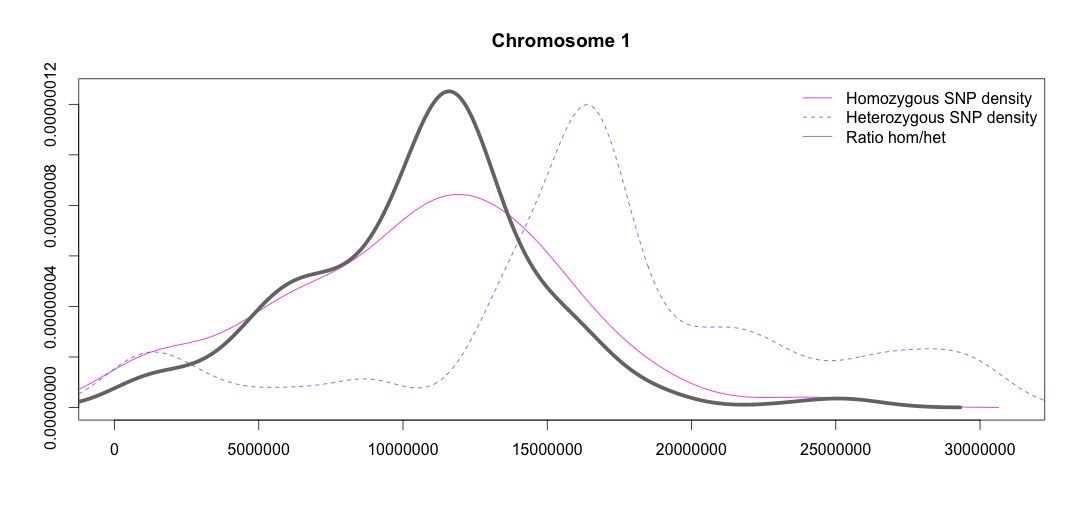 Chromosome 1
Homozygous SNP density
Heterozygous SNP density
Ratio hom/het
0.00000012
0.00000008
0.00000004
0.00000000
0 5000000 10000000 15000000 20000000 25000000 30000000